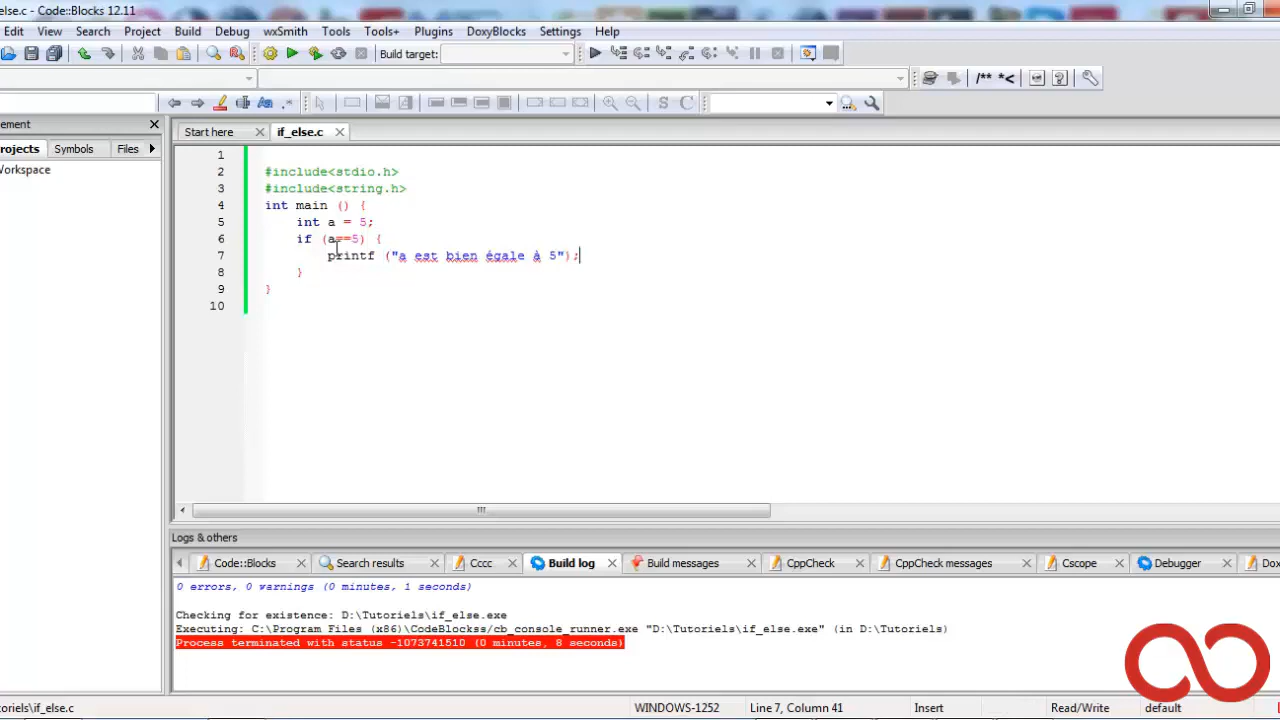 else.c - Code::Blocks 12.11
Edit View Search Project Build Debug wxSmith Tools Tools+ Plugins DoxyBlocks Settings Help
Build target:
/** *<
S C
ement
Start here if_else.c
rojects Symbols Files
Workspace
1
2 #include<stdio.h>
3 #include<string.h>
4 int main () {
5 int a = 5;
6 if (a==5) {
7 printf ("a est bien égale à 5");
8 }
9 }
10
Logs & others
Code::Blocks Search results Cccc Build log Build messages CppCheck CppCheck messages Cscope Debugger Dox
0 errors, 0 warnings (0 minutes, 1 seconds)
Checking for existence: D:\Tutoriels\if_else.exe
Executing: C:\Program Files (x86)\CodeBlockss/cb_console_runner.exe "D:\Tutoriels\if_else.exe" (in D:\Tutoriels)
Process terminated with status -1073741510 (0 minutes, 8 seconds)
toriels\if_else.c WINDOWS-1252 Line 7, Column 41 Insert Read/Write default